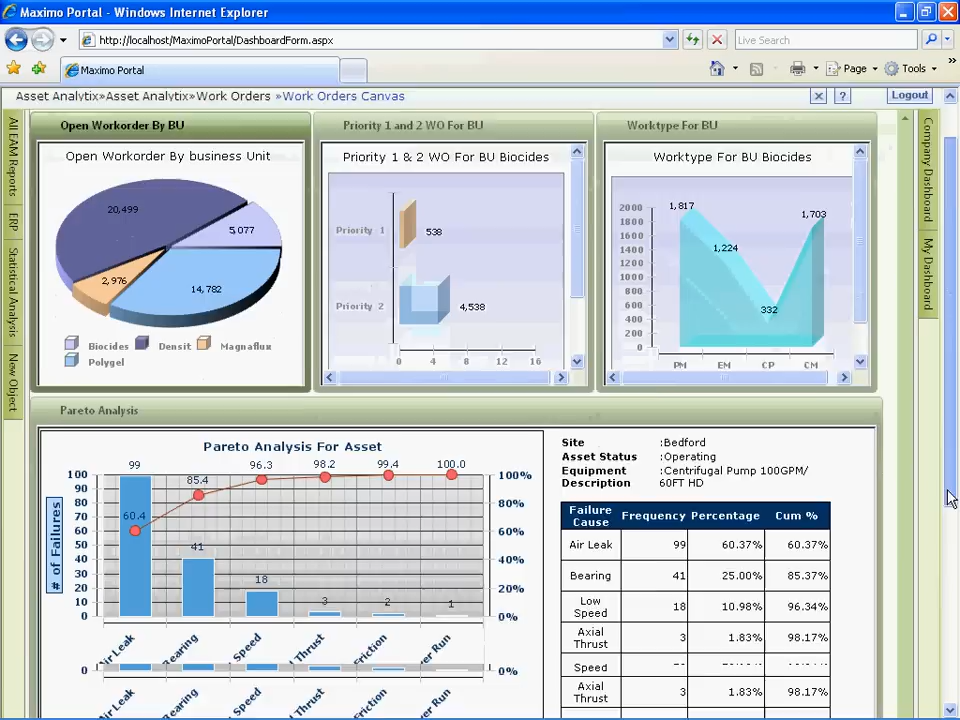 Maximo Portal - Windows Internet Explorer
http://localhost/MaximoPortal/DashboardForm.aspx
Live Search
Maximo Portal
Page
Tools
Asset Analytix»Asset Analytix»Work Orders »Work Orders Canvas
Logout
All EAM Reports
ERP
Statistical Analysis
New Object
Company Dashboard
My Dashboard
Open Workorder By BU
Open Workorder By business Unit
20,499
5,077
2,976
14,782
Biocides Densit Magnaflux
Polygel
Priority 1 and 2 WO For BU
Priority 1 & 2 WO For BU Biocides
Priority 1
538
Priority 2
4,538
0 4 8 12 16
Worktype For BU
Worktype For BU Biocides
2000
1800
1600
1400
1200
1000
800
600
400
200
0
1,817
1,224
332
1,703
PM EM CP CM
Pareto Analysis
Pareto Analysis For Asset
99 85.4 96.3 98.2 99.4 100.0
# of Failures
100
90
80
70
60
50
40
30
20
10
0
60.4
41
18
3
2
1
100%
80%
60%
40%
20%
0%
Air Leak
Bearing
Speed
Thrust
Friction
er Run
0
0%
Air Leak
Bearing
Speed
Thrust
Friction
er Run
Site :Bedford
Asset Status :Operating
Equipment :Centrifugal Pump 100GPM/
Description 60FT HD
Failure Cause Frequency Percentage Cum %
Air Leak 99 60.37% 60.37%
Bearing 41 25.00% 85.37%
Low Speed 18 10.98% 96.34%
Axial Thrust 3 1.83% 98.17%
Speed
Axial Thrust 3 1.83% 98.17%